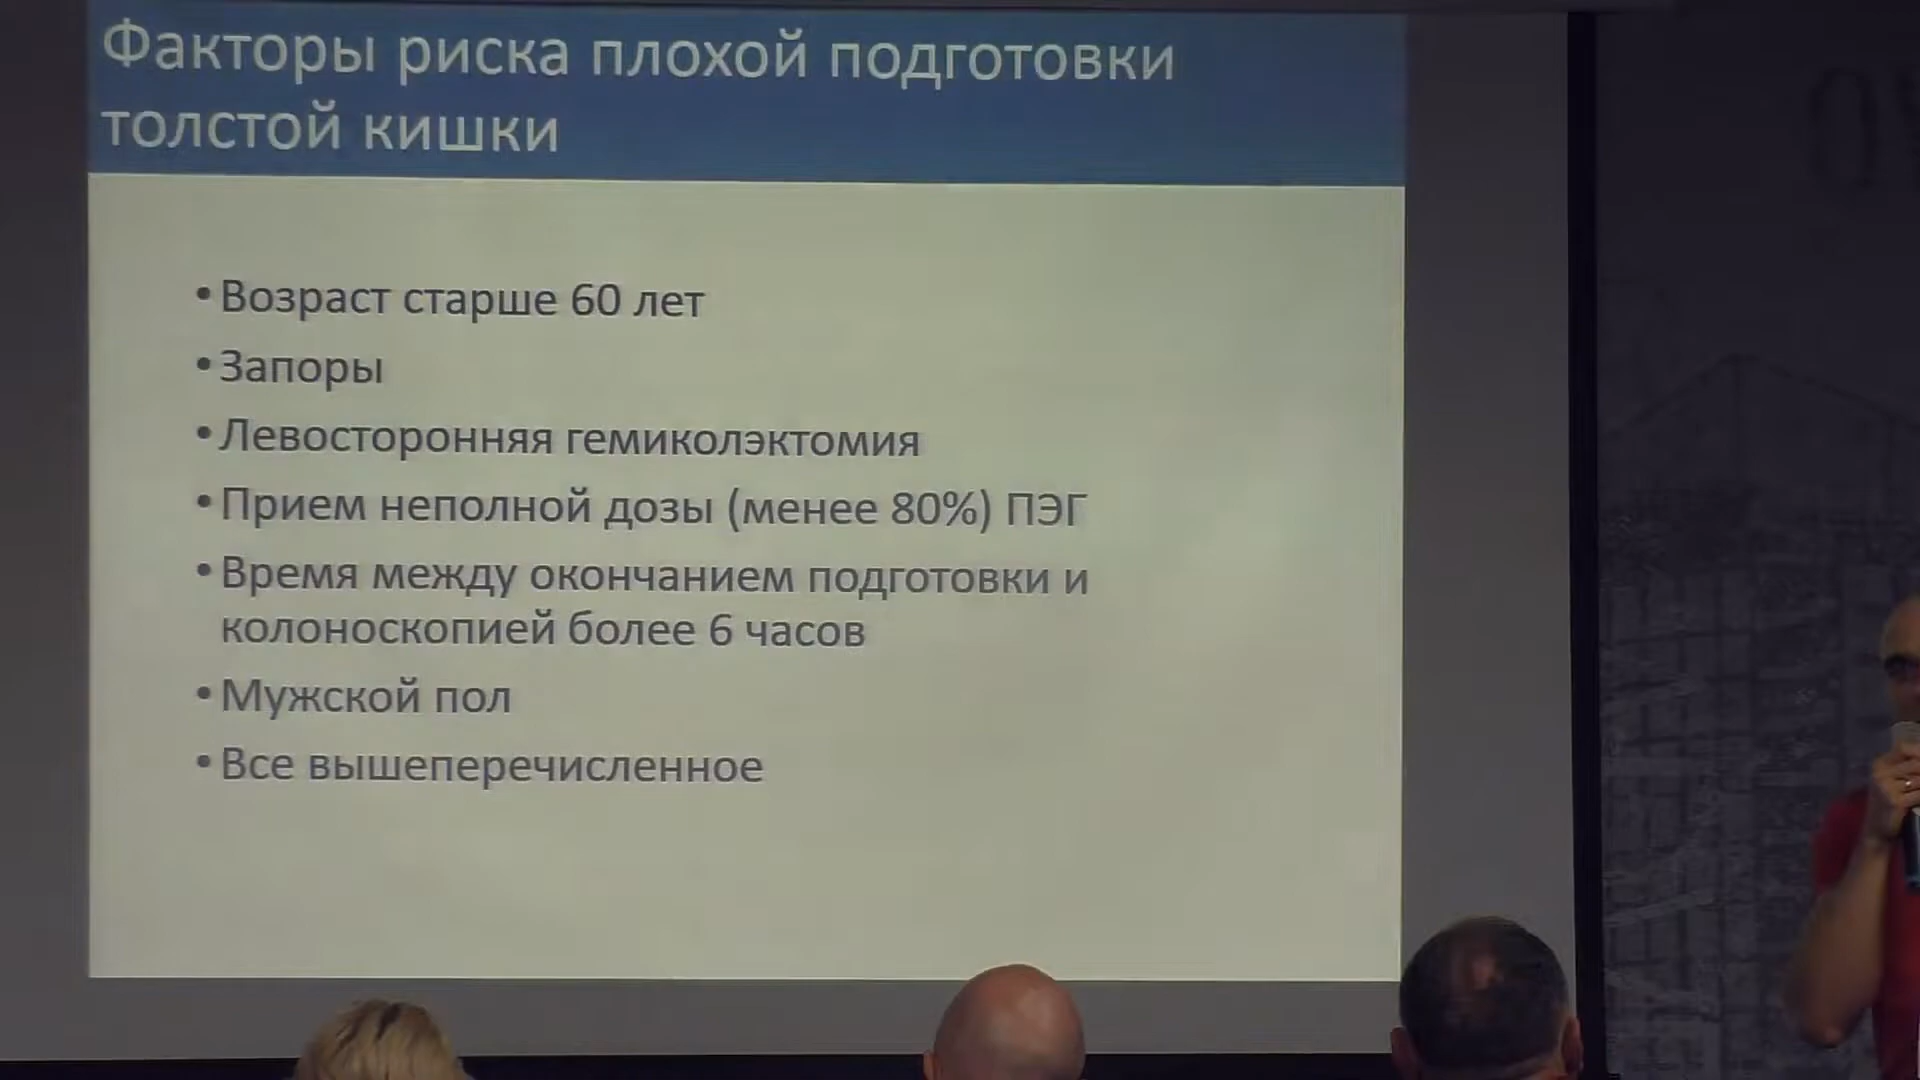 Факторы риска плохой подготовки
толстой кишки
• Возраст старше 60 лет
• Запоры
• Левосторонняя гемиколэктомия
• Прием неполной дозы (менее 80%) ПЭГ
• Время между окончанием подготовки и
колоноскопией более 6 часов
• Мужской пол
• Все вышеперечисленное